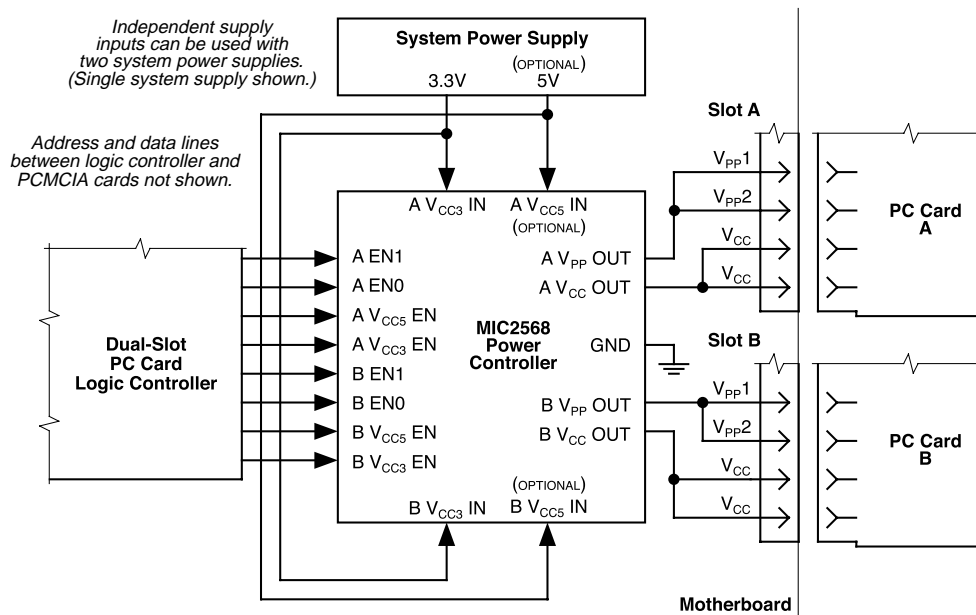 Independent supply
inputs can be used with
two system power supplies.
(Single system supply shown.)
System Power Supply
(OPTIONAL)
3.3V 5V
Address and data lines
between logic controller and
PCMCIA cards not shown.
Slot A
VPP1
VPP2
VCC
VCC
PC Card
A
A VCC3 IN A VCC5 IN
(OPTIONAL)
A EN1
A EN0
A VCC5 EN
A VCC3 EN
B EN1
B EN0
B VCC5 EN
B VCC3 EN
A VPP OUT
A VCC OUT
MIC2568
Power
Controller
GND
B VPP OUT
B VCC OUT
(OPTIONAL)
B VCC3 IN B VCC5 IN
Dual-Slot
PC Card
Logic Controller
Slot B
VPP1
VPP2
VCC
VCC
PC Card
B
Motherboard